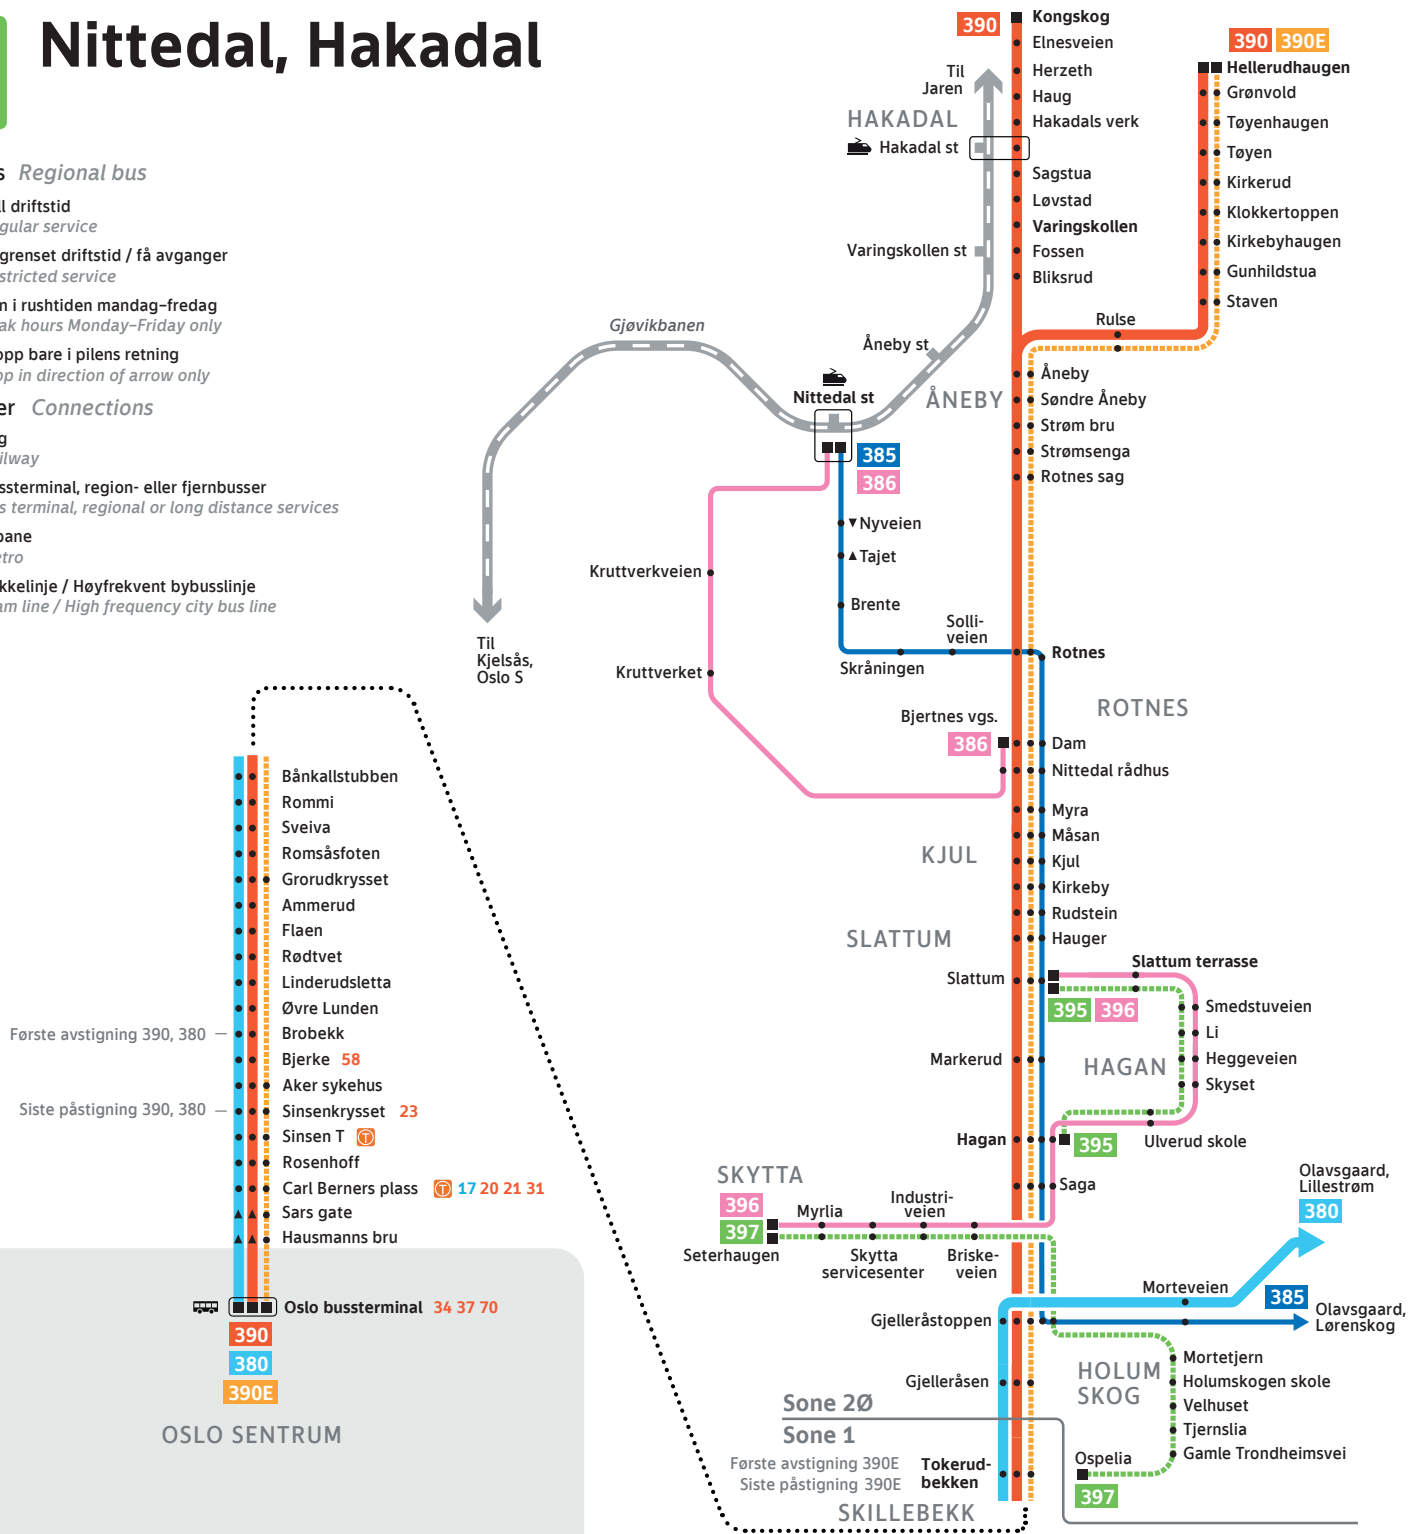 Nittedal, Hakadal
s Regional bus
ll driftstid
gular service
grenset driftstid / få avganger
stricted service
n i rushtiden mandag–fredag
ak hours Monday–Friday only
opp bare i pilens retning
op in direction of arrow only
er Connections
g
ilway
ssterminal, region- eller fjernbusser
s terminal, regional or long distance services
bane
etro
kkelinje / Høyfrekvent bybusslinje
am line / High frequency city bus line
390
Kongskog
Elnesveien
Herzeth
Haug
Hakadals verk
Til
Jaren
HAKADAL
Hakadal st
Sagstua
Løvstad
Varingskollen
Varingskollen st
Fossen
Bliksrud
390 390E
Hellerudhaugen
Grønvold
Tøyenhaugen
Tøyen
Kirkerud
Klokkertoppen
Kirkebyhaugen
Gunhildstua
Staven
Rulse
Gjøvikbanen
Åneby st
Nittedal st
ÅNEBY
Åneby
Søndre Åneby
Strøm bru
Strømsenga
Rotnes sag
385
386
Nyveien
Tajet
Brente
Kruttverkveien
Kruttverket
Solli-
veien
Skråningen
Rotnes
Til
Kjelsås,
Oslo S
ROTNES
Bjertnes vgs.
386
Dam
Nittedal rådhus
Myra
Måsan
KJUL
Kjul
Kirkeby
Rudstein
SLATTUM
Hauger
Slattum
Slattum terrasse
395 396
Smedstuveien
Li
Heggeveien
Skyset
Markerud
HAGAN
Hagan
395
Ulverud skole
Saga
SKYTTA
396
397
Seterhaugen
Myrlia
Industri-
veien
Skytta
servicesenter
Briske-
veien
Olavsgaard,
Lillestrøm
380
Morteveien
385
Olavsgaard,
Lørenskog
Gjelleråstoppen
Gjelleråsen
HOLUM
SKOG
Mortetjern
Holumskogen skole
Velhuset
Tjernslia
Gamle Trondheimsvei
Ospelia
397
Sone 2Ø
Sone 1
Første avstigning 390E
Siste påstigning 390E
Tokerud-
bekken
SKILLEBEKK
Bånkallstubben
Rommi
Sveiva
Romsåsfoten
Grorudkrysset
Ammerud
Flaen
Rødtvet
Linderudsletta
Øvre Lunden
Første avstigning 390, 380
Brobekk
Bjerke 58
Aker sykehus
Siste påstigning 390, 380
Sinsenkrysset 23
Sinsen T T
Rosenhoff
Carl Berners plass T 17 20 21 31
Sars gate
Hausmanns bru
Oslo bussterminal 34 37 70
390
380
390E
OSLO SENTRUM